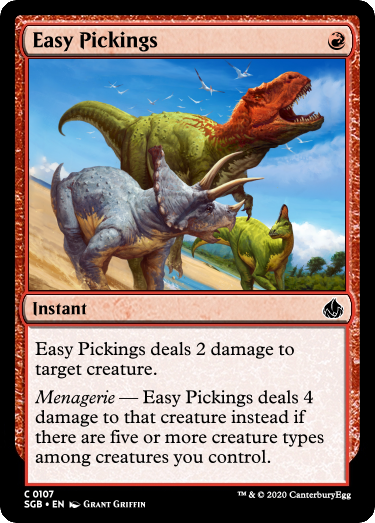 Easy Pickings
Instant
Easy Pickings deals 2 damage to
target creature.
Menagerie — Easy Pickings deals 4
damage to that creature instead if
there are five or more creature types
among creatures you control.
C 0107
SGB • EN Grant Griffin
™ & © 2020 CanterburyEgg